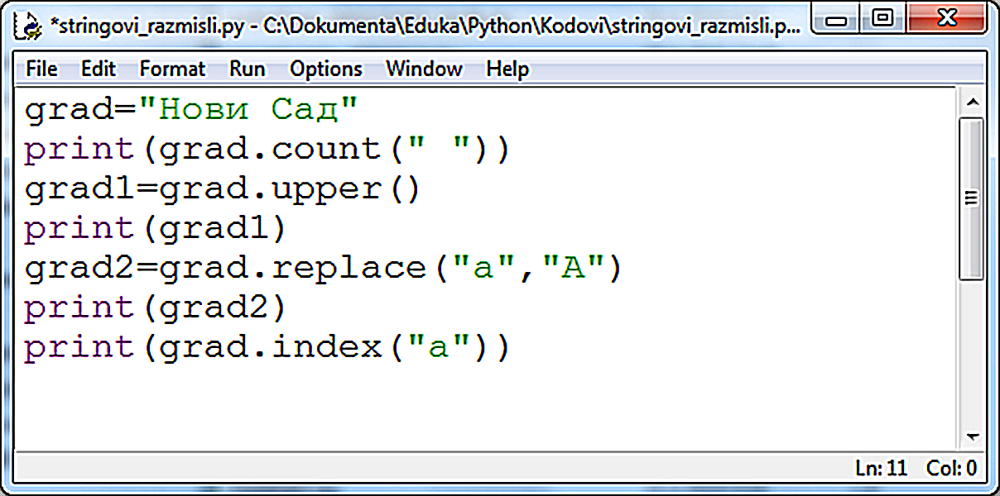 *stringovi_razmisli.py - C:\Dokumenta\Eduka\Python\Kodovi\stringovi_razmisli.p...
File Edit Format Run Options Window Help
grad="Нови Сад"
print(grad.count(" "))
grad1=grad.upper()
print(grad1)
grad2=grad.replace("а","А")
print(grad2)
print(grad.index("а"))
Ln: 11 Col: 0